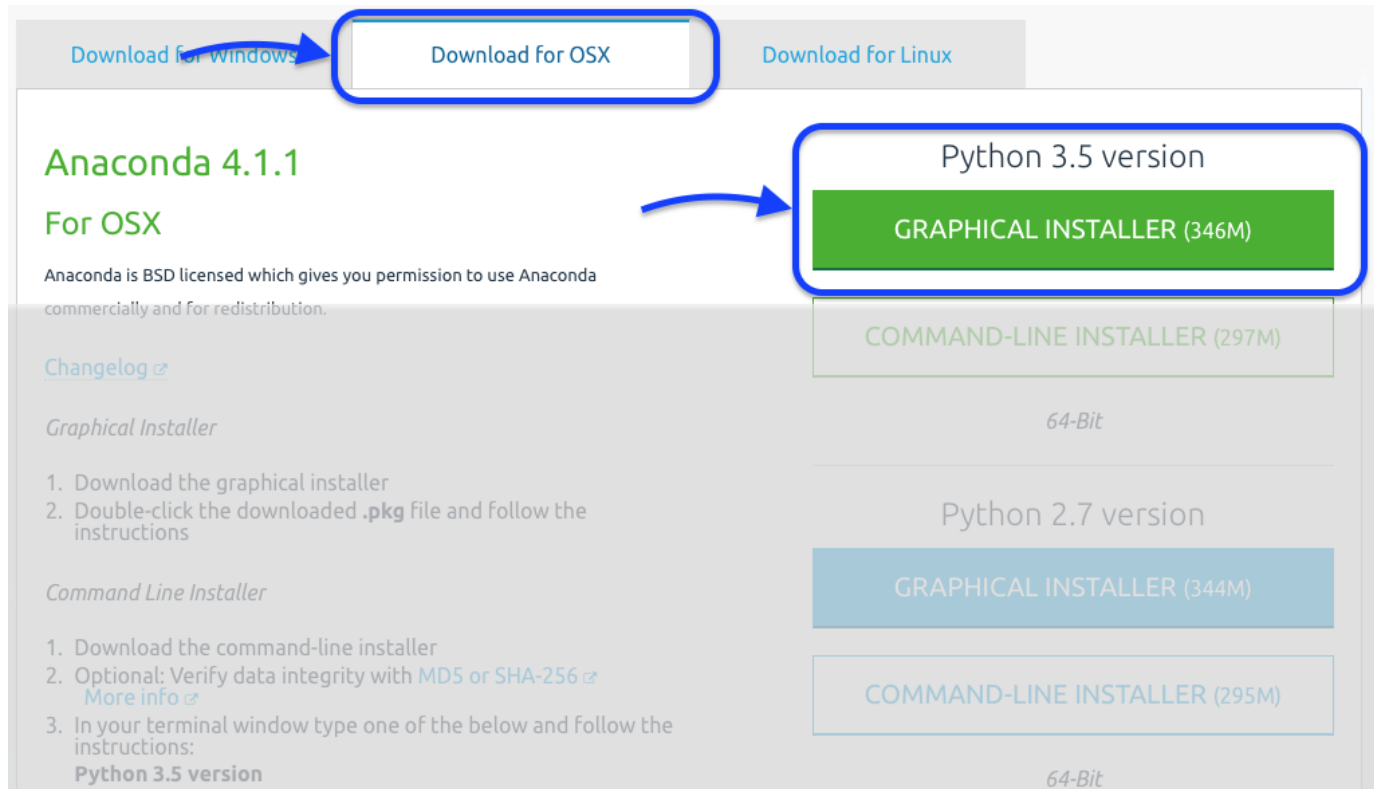 Download for Windows
Download for OSX
Download for Linux
Anaconda 4.1.1
For OSX
Anaconda is BSD licensed which gives you permission to use Anaconda
commercially and for redistribution.
Changelog
Graphical Installer
1. Download the graphical installer
2. Double-click the downloaded .pkg file and follow the
instructions
Command Line Installer
1. Download the command-line installer
2. Optional: Verify data integrity with MD5 or SHA-256
More info
3. In your terminal window type one of the below and follow the
instructions:
Python 3.5 version
Python 3.5 version
GRAPHICAL INSTALLER (346M)
COMMAND-LINE INSTALLER (297M)
64-Bit
Python 2.7 version
GRAPHICAL INSTALLER (344M)
COMMAND-LINE INSTALLER (295M)
64-Bit